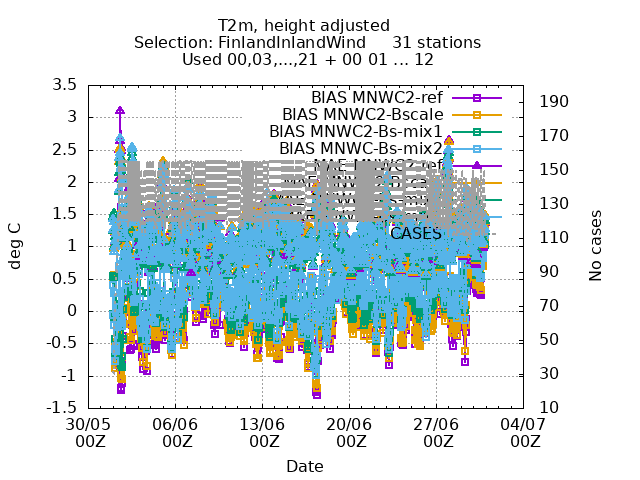 T2m, height adjusted
Selection: FinlandInlandWind 31 stations
Used 00,03,...,21 + 00 01 ... 12
3.5
3
2.5
2
1.5
1
0.5
0
-0.5
-1
-1.5
deg C
190
170
150
130
110
90
70
50
30
10
No cases
BIAS MNWC2-ref
BIAS MNWC2-Bscale
BIAS MNWC2-Bs-mix1
BIAS MNWC-Bs-mix2
MAE MNWC2-ref
CASES
30/05 06/06 13/06 20/06 27/06 04/07
00Z 00Z 00Z 00Z 00Z 00Z
Date